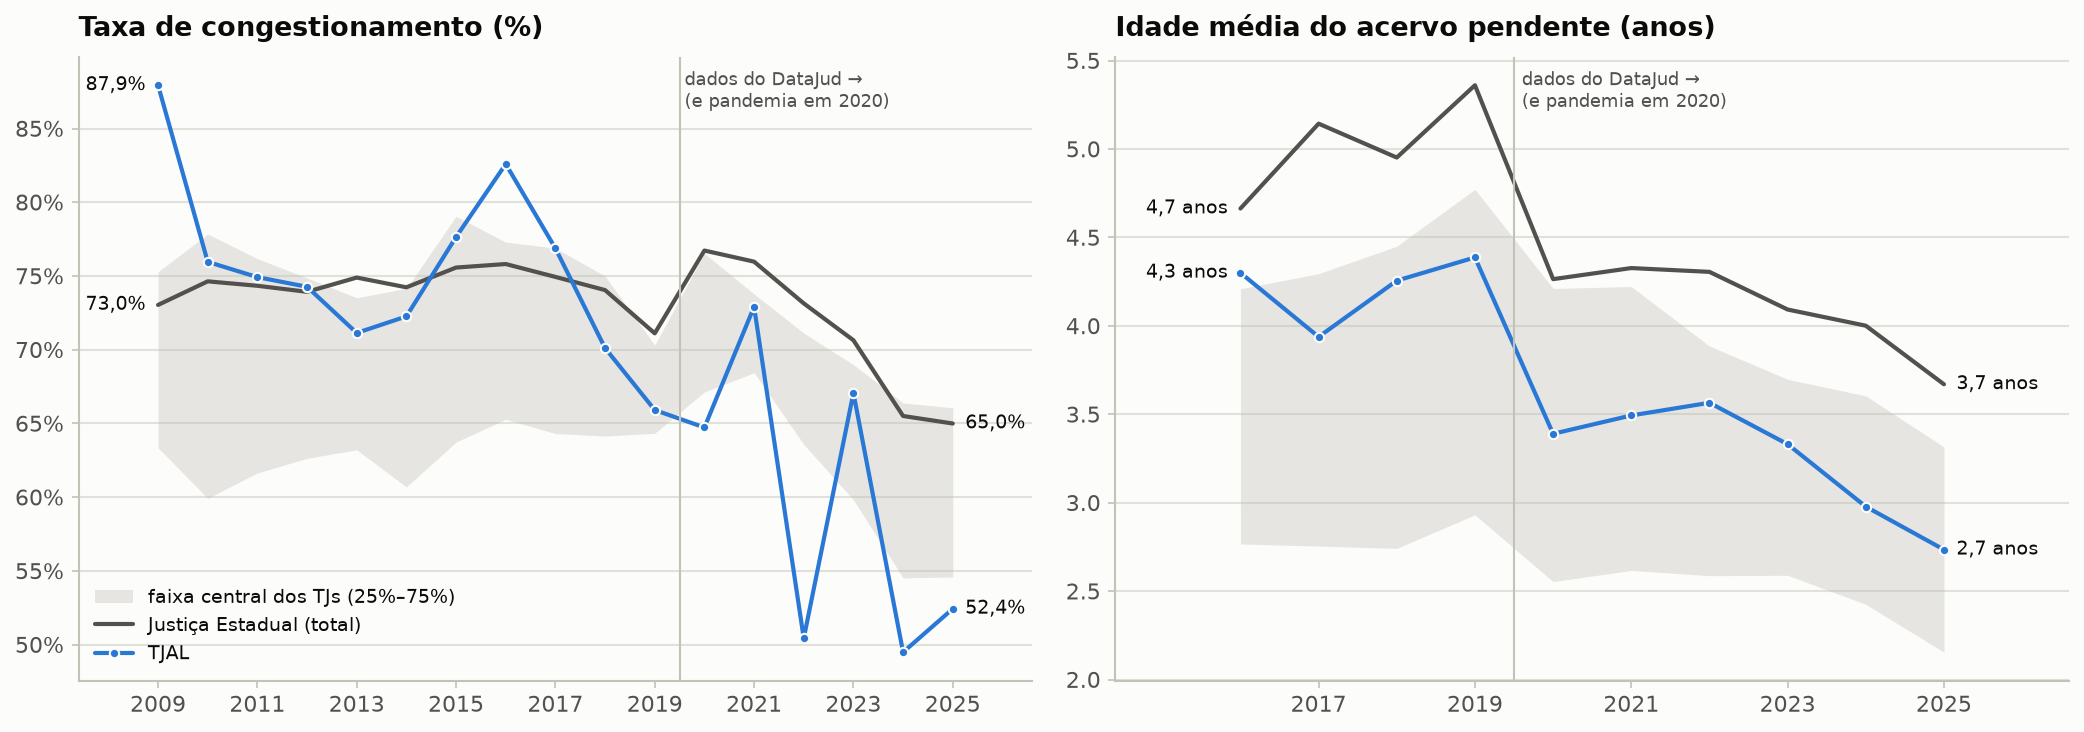 Taxa de congestionamento (%)
87,9%
73,0%
dados do DataJud →
(e pandemia em 2020)
65,0%
52,4%
85%
80%
75%
70%
65%
60%
55%
50%
faixa central dos TJs (25%–75%)
Justiça Estadual (total)
TJAL
2009 2011 2013 2015 2017 2019 2021 2023 2025
Idade média do acervo pendente (anos)
5.5
5.0
4.5
4.0
3.5
3.0
2.5
2.0
dados do DataJud →
(e pandemia em 2020)
4,7 anos
4,3 anos
3,7 anos
2,7 anos
2017 2019 2021 2023 2025